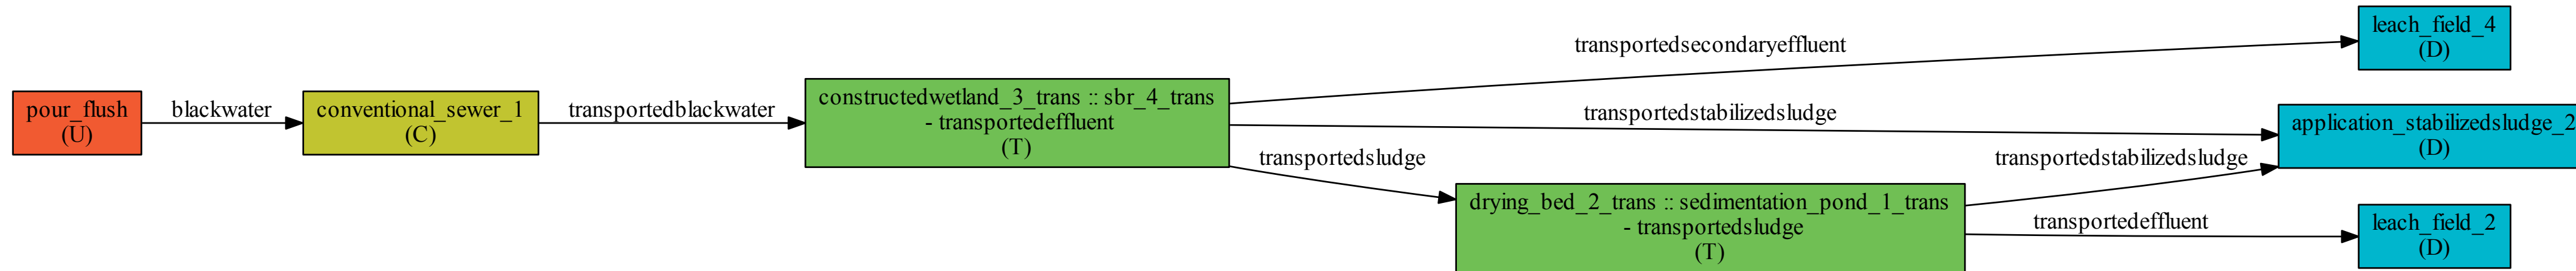 pour_flush
(U)
blackwater
conventional_sewer_1
(C)
transportedblackwater
constructedwetland_3_trans :: sbr_4_trans
- transportedeffluent
(T)
transportedsecondaryeffluent
transportedstabilizedsludge
transportedsludge
drying_bed_2_trans :: sedimentation_pond_1_trans
- transportedsludge
(T)
transportedstabilizedsludge
transportedeffluent
leach_field_4
(D)
application_stabilizedsludge_2
(D)
leach_field_2
(D)